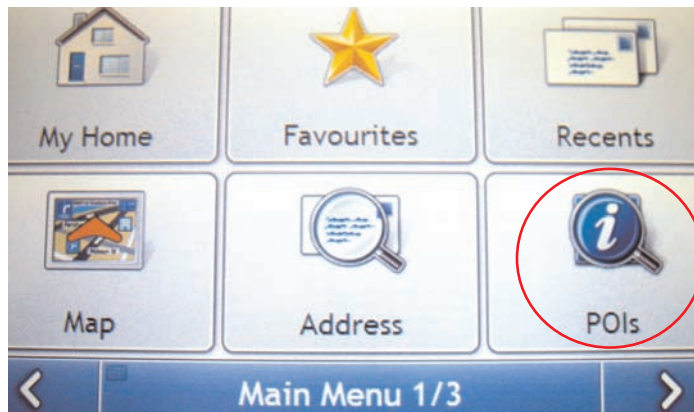 My Home
Favourites
Recents
Map
Address
POIs
Main Menu 1/3